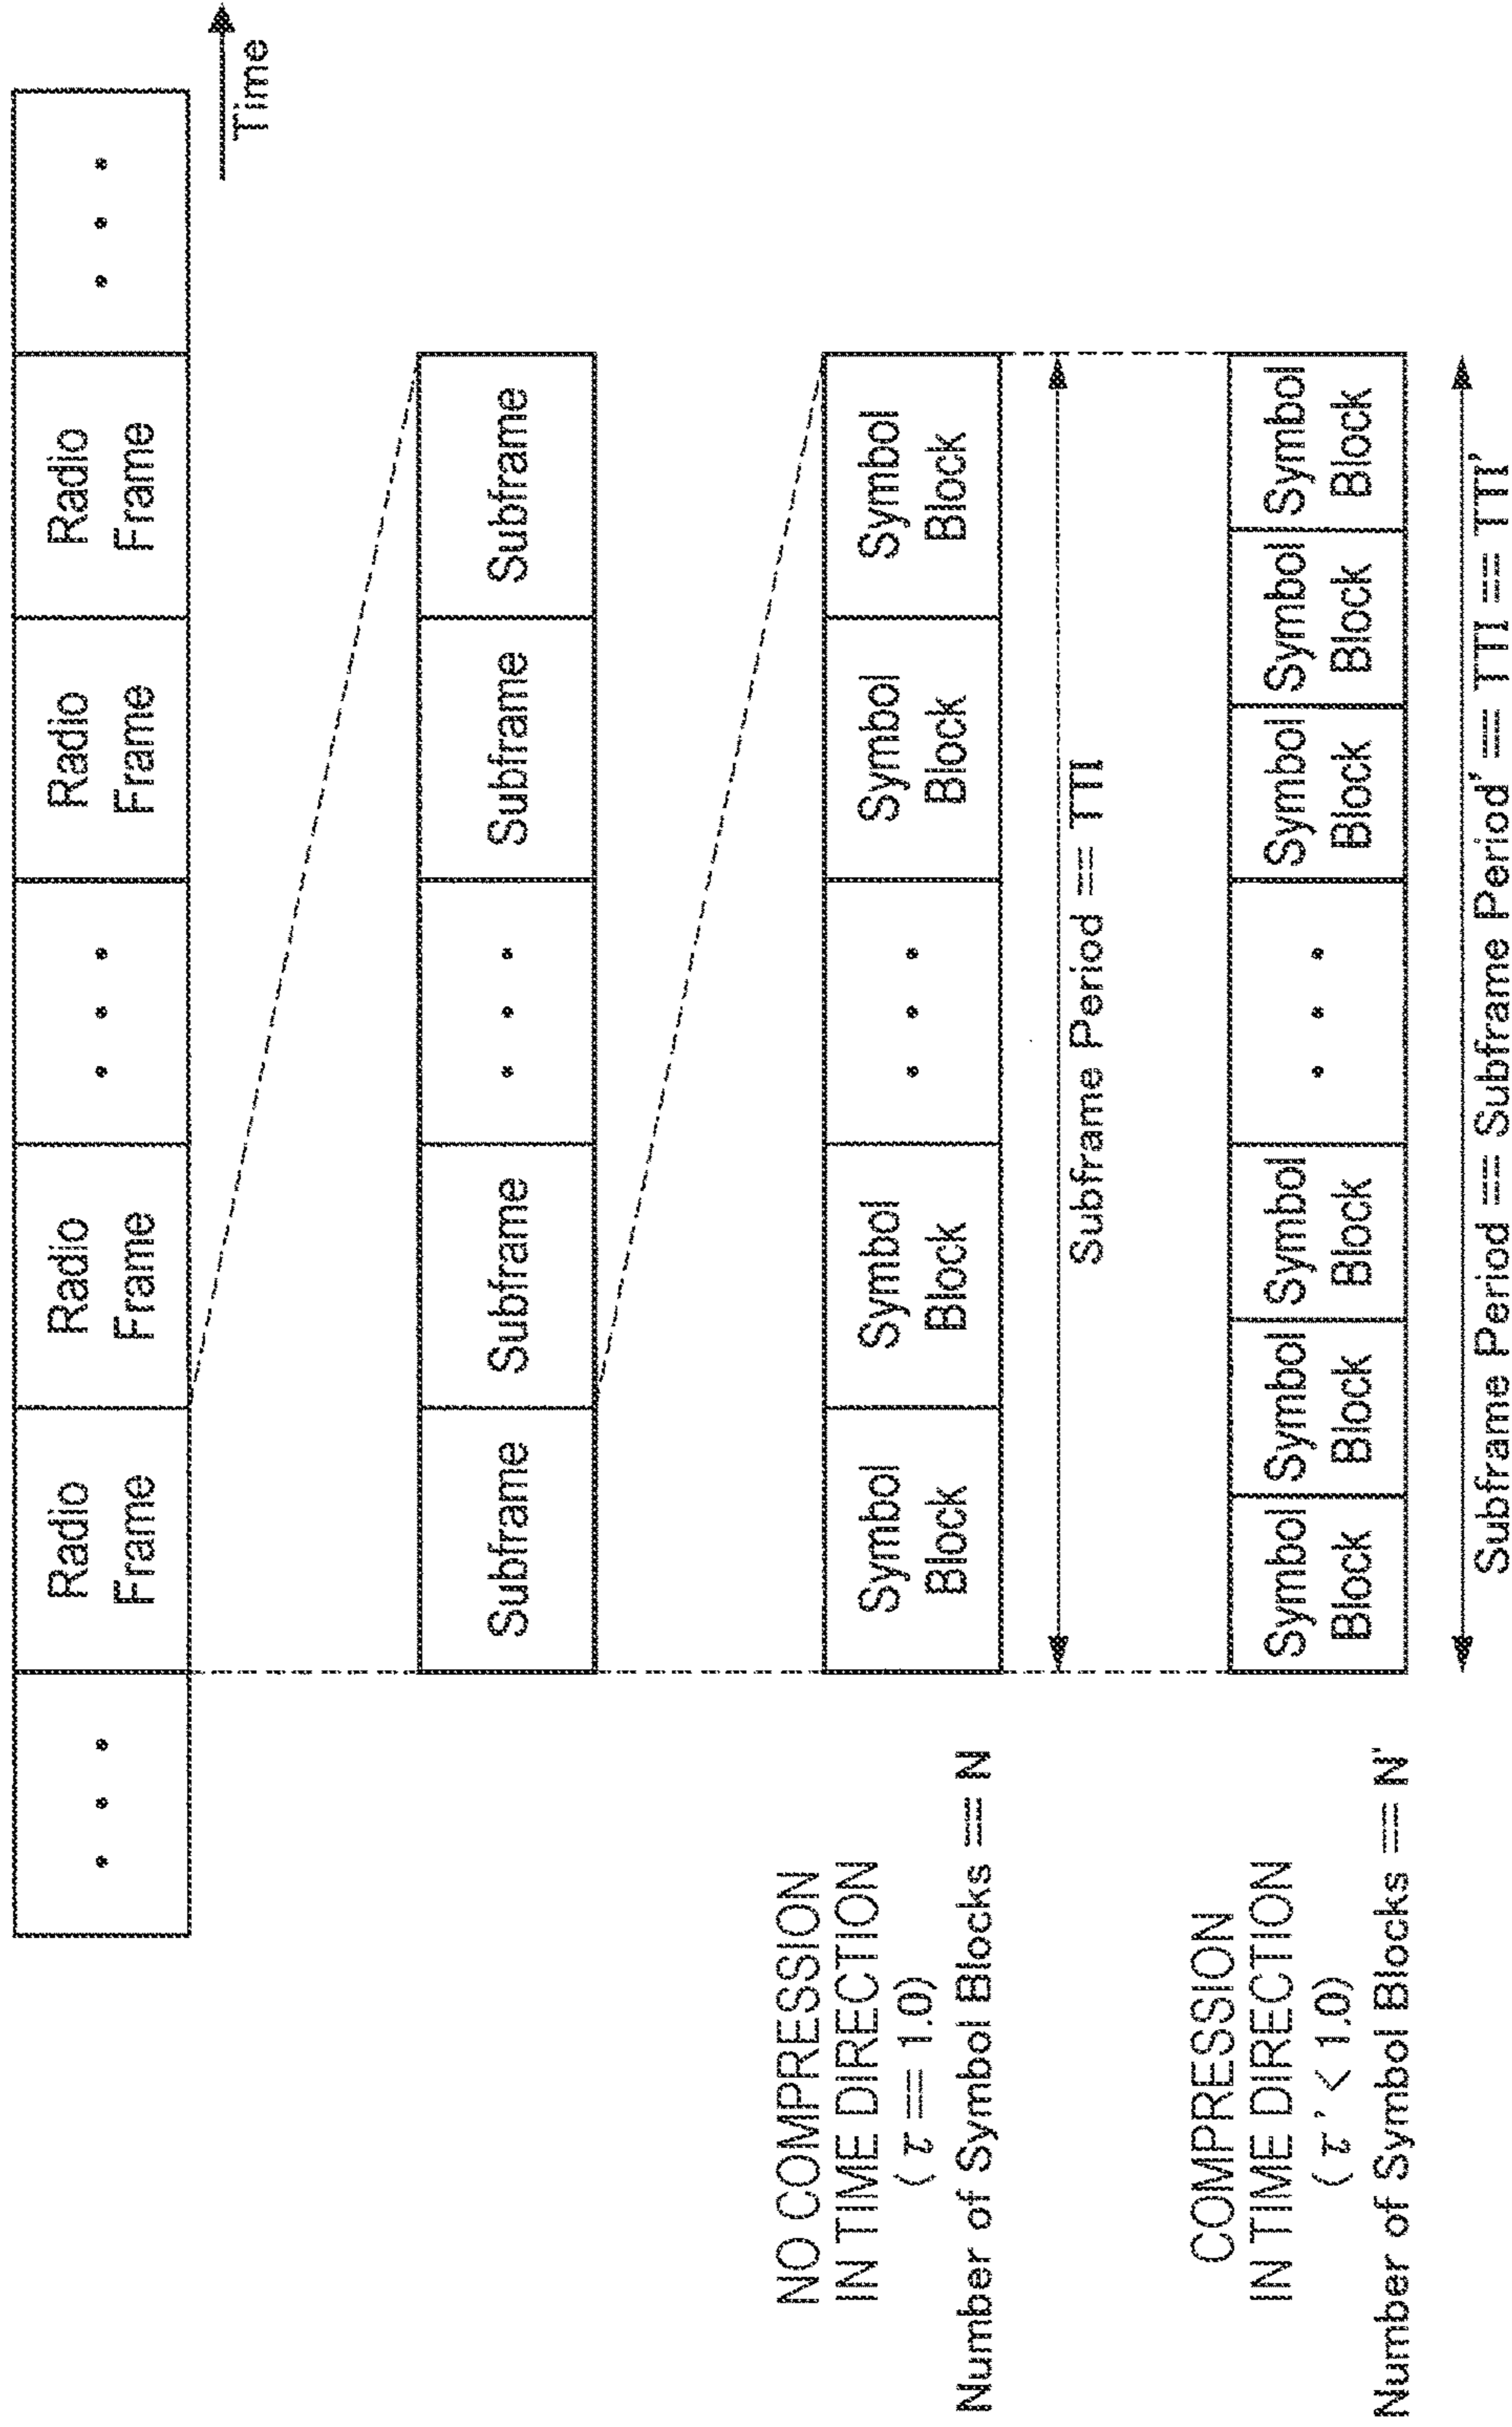 Radio
Frame
Radio
Frame
Radio
Frame
Radio
Frame
Time
Subframe
Subframe
Subframe
Subframe
NO COMPRESSION
IN TIME DIRECTION
(τ == 1.0)
Number of Symbol Blocks == N
Symbol
Block
Symbol
Block
Symbol
Block
Symbol
Block
Subframe Period == TTI
COMPRESSION
IN TIME DIRECTION
(τ' < 1.0)
Number of Symbol Blocks == N'
Symbol
Block
Symbol
Block
Symbol
Block
Symbol
Block
Symbol
Block
Symbol
Block
Subframe Period == Subframe Period' == TTI == TTI'